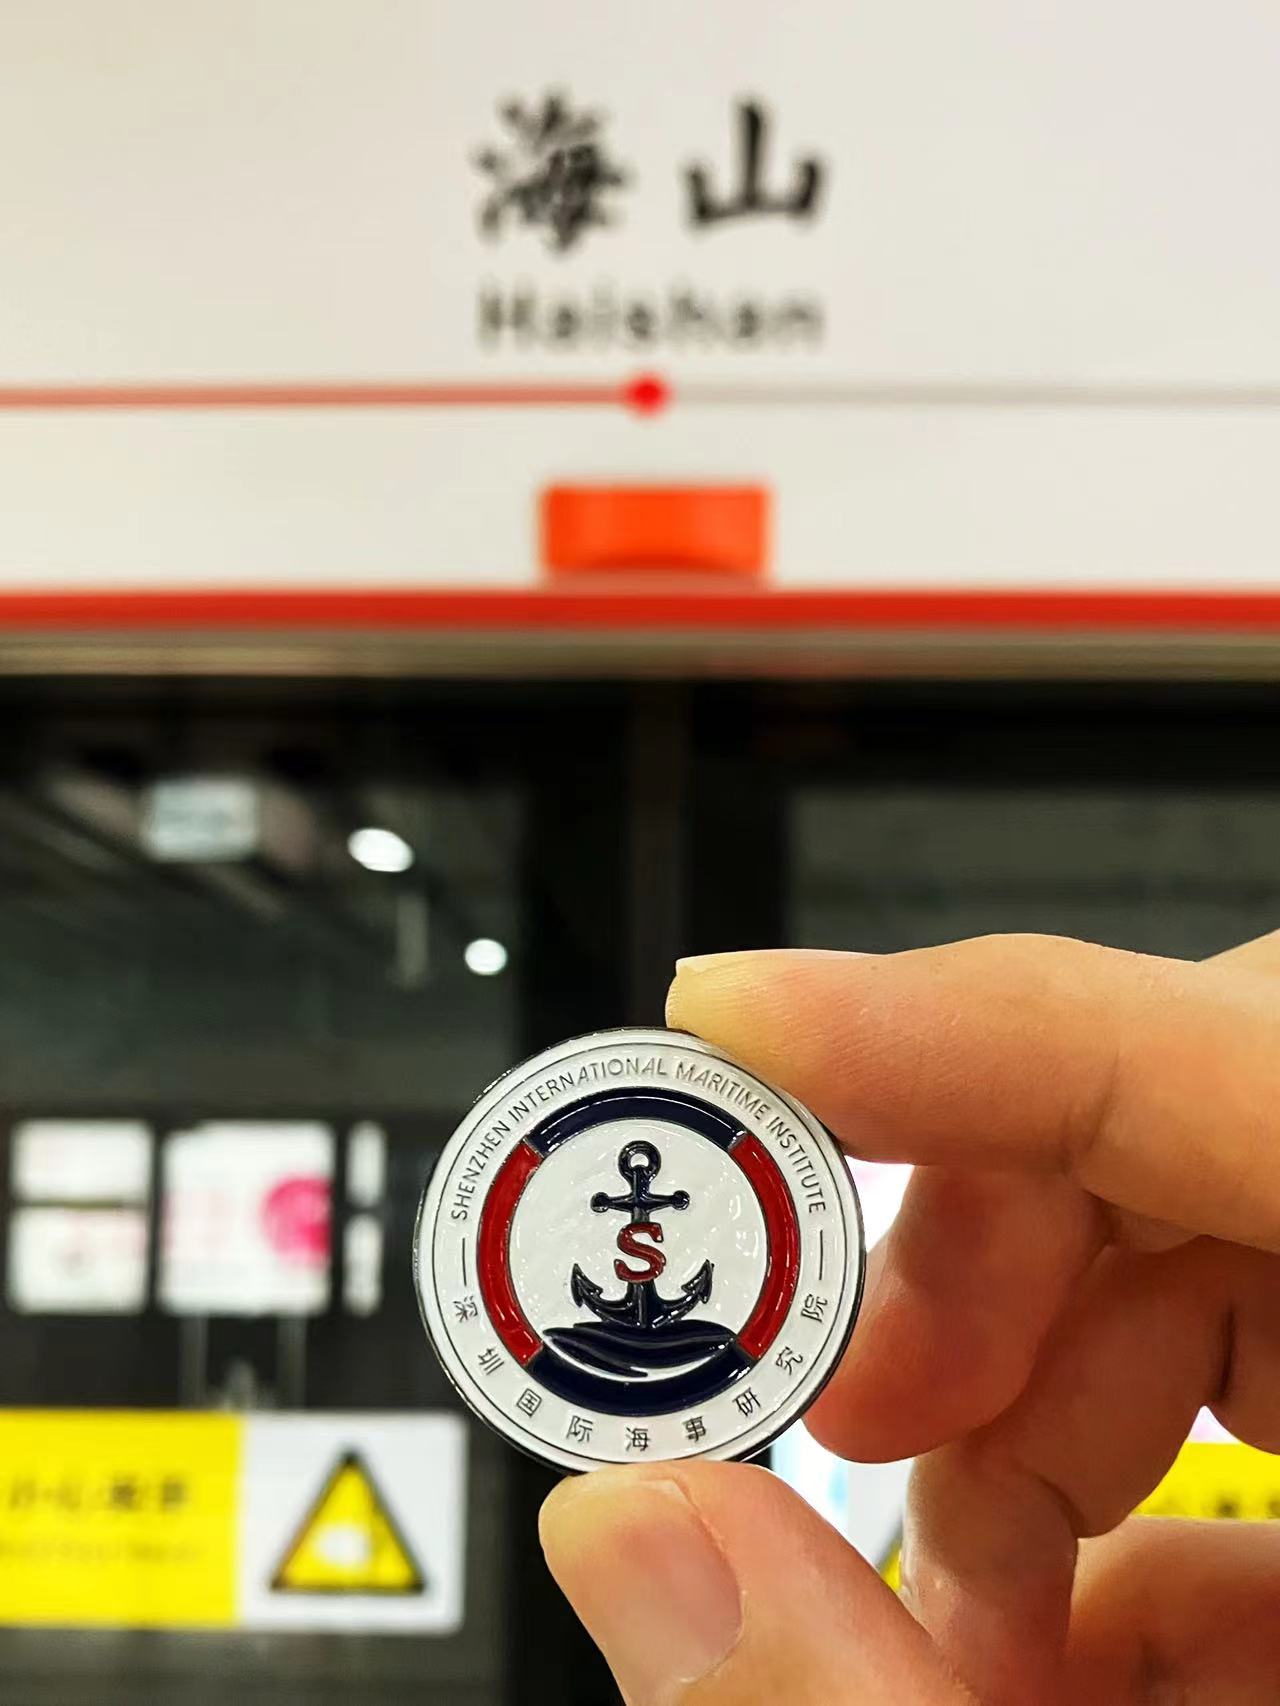 海山
Haishan
SHENZHEN INTERNATIONAL MARITIME INSTITUTE
S
深圳国际海事研究院